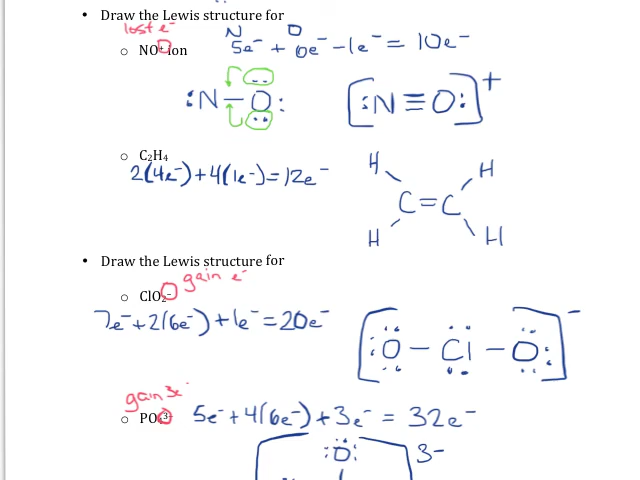 • Draw the Lewis structure for
lost e⁻
N O
○ NO⁺ ion 5e⁻ + 6e⁻ - 1e⁻ = 10e⁻
:N — O: [:N ≡ O:]⁺
○ C₂H₄
2(4e⁻) + 4(1e⁻) = 12e⁻
H H
C = C
H H
• Draw the Lewis structure for
gain e⁻
○ ClO₂⁻
7e⁻ + 2(6e⁻) + 1e⁻ = 20e⁻
[:O — Cl — O:]⁻
gain 3e⁻
○ PO₄³⁻ 5e⁻ + 4(6e⁻) + 3e⁻ = 32e⁻
:O: 3-